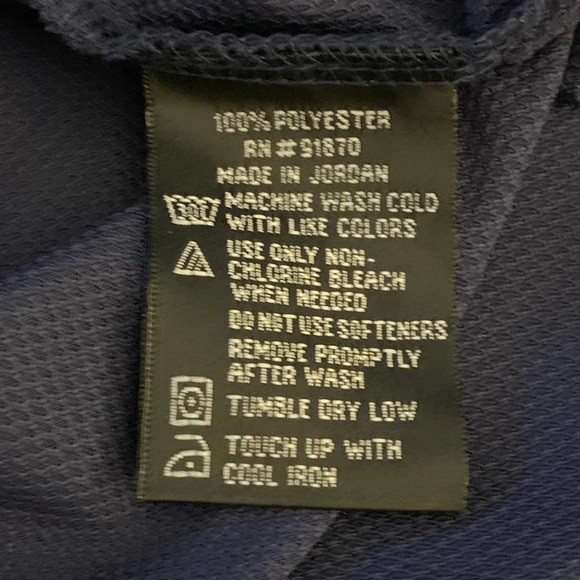 100% POLYESTER
RN # 91870
MADE IN JORDAN
MACHINE WASH COLD
WITH LIKE COLORS
USE ONLY NON-
CHLORINE BLEACH
WHEN NEEDED
DO NOT USE SOFTENERS
REMOVE PROMPTLY
AFTER WASH
TUMBLE DRY LOW
TOUCH UP WITH
COOL IRON